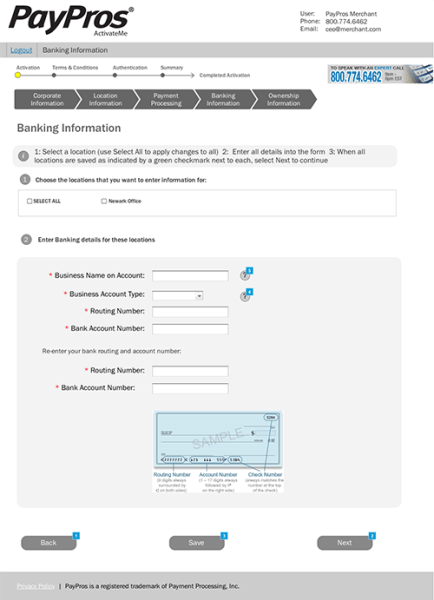 PayPros®
ActivateMe
User: PayPros Merchant
Phone: 800.774.6462
Email: ceo@merchant.com
Logout Banking Information
Activation Terms & Conditions Authentication Summary
Completed Activation
TO SPEAK WITH AN EXPERT CALL
800.774.6462
Corporate Information
Location Information
Payment Processing
Banking Information
Ownership Information
Banking Information
1: Select a location (use Select All to apply changes to all) 2: Enter all details into the form 3: When all
locations are saved as indicated by a green checkmark next to each, select Next to continue
1 Choose the locations that you want to enter information for:
SELECT ALL Newark Office
2 Enter Banking details for these locations
* Business Name on Account: ?
* Business Account Type: ?
* Routing Number:
* Bank Account Number:
Re-enter your bank routing and account number:
* Routing Number:
* Bank Account Number:
SAMPLE
Routing Number
(9 digits always
surrounded by
on both sides)
Account Number
always
followed by
on the right side)
Check Number
(always matches the
number at the top
of the check)
Back
Save
Next
Privacy Policy | PayPros is a registered trademark of Payment Processing, Inc.